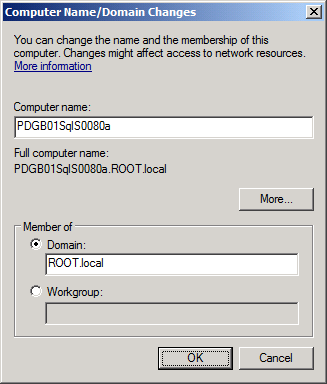 Computer Name/Domain Changes
You can change the name and the membership of this
computer. Changes might affect access to network resources.
More information
Computer name:
PDGB01SqlS0080a
Full computer name:
PDGB01SqlS0080a.ROOT.local
More...
Member of
Domain:
ROOT.local
Workgroup:
OK
Cancel